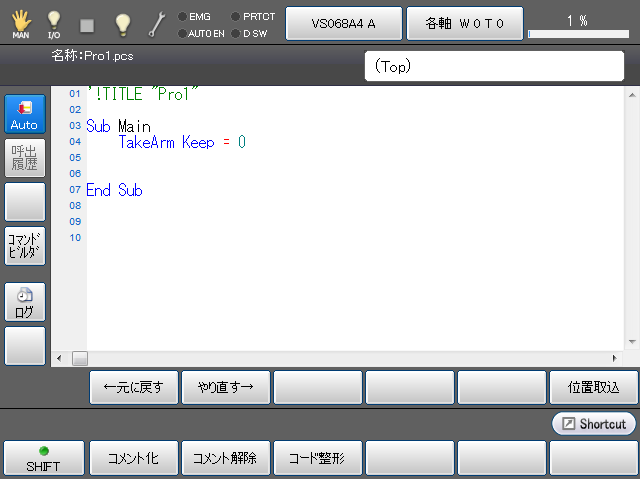 MAN
I/O
EMG
AUTO EN
PRTCT
D SW
VS068A4 A
各軸 W0T0
1 %
名称:Pro1.pcs
(Top)
Auto
呼出
履歴
コマンド
ビルダ
ログ
01 '!TITLE "Pro1"
02
03 Sub Main
04 TakeArm Keep = 0
05
06
07 End Sub
08
09
10
←元に戻す
やり直す→
位置取込
Shortcut
SHIFT
コメント化
コメント解除
コード整形